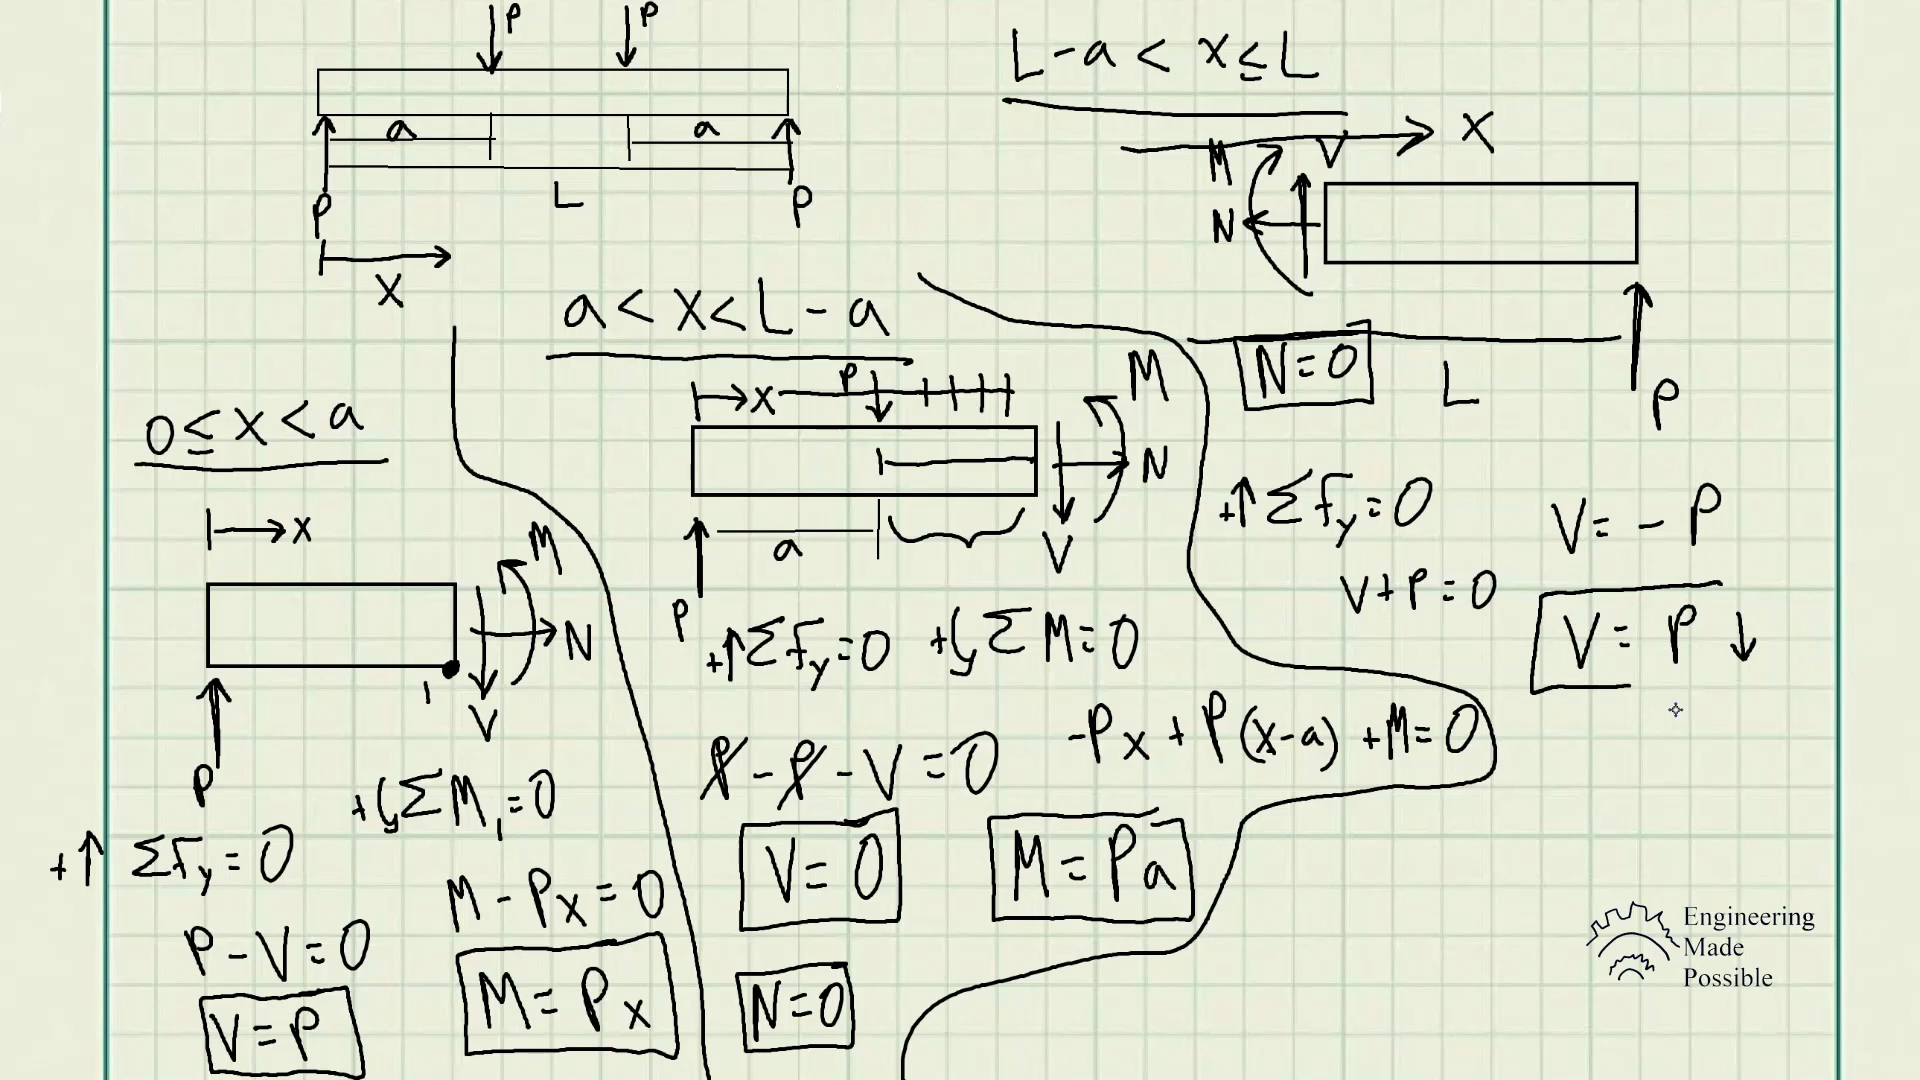 P P
a a
P L P
X
L-a < x ≤ L
X
M V
N
P
L
N=0
+↑ΣFy=0
V+P=0
V= -P
V= P ↓
0≤x<a
x
M
N
V
1
P
+↑ ΣFy=0
P-V=0
V=P
+↺ΣM₁=0
M-Px=0
M=Px
a<x<L-a
x P
M
N
V
a
P
+↑ΣFy=0
P-P-V=0
V=0
N=0
+↺ΣM=0
-Px+P(x-a)+M=0
M=Pa
Engineering
Made
Possible